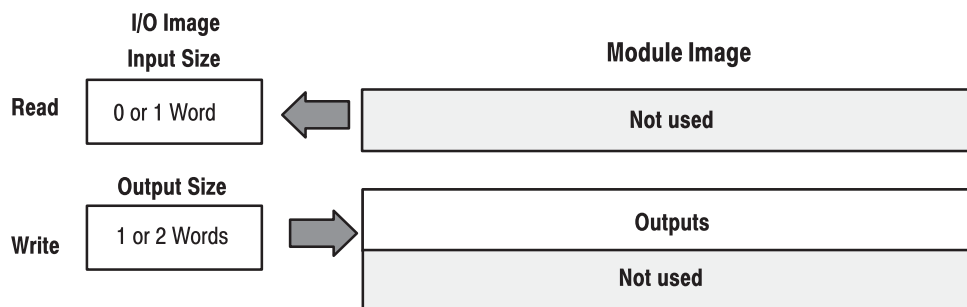 I/O Image
Input Size
Module Image
Read
0 or 1 Word
Not used
Output Size
Write
1 or 2 Words
Outputs
Not used